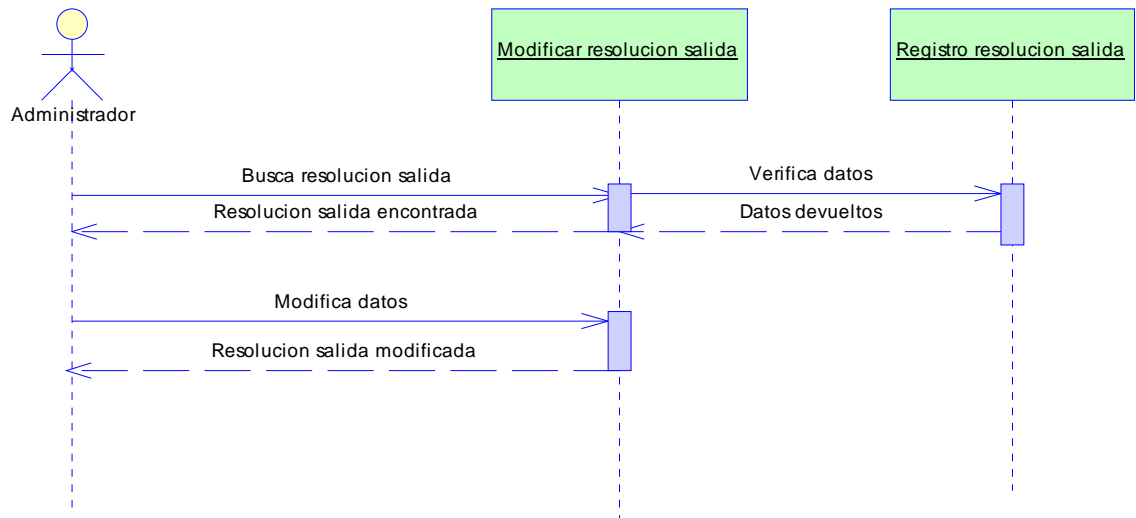 Modificar resolucion salida
Registro resolucion salida
Administrador
Busca resolucion salida
Verifica datos
Resolucion salida encontrada
Datos devueltos
Modifica datos
Resolucion salida modificada